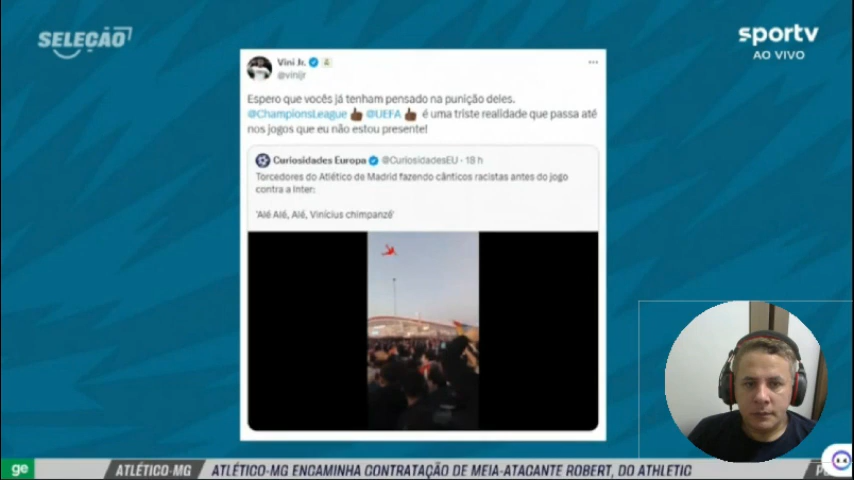 SELEÇÃO
sportv
AO VIVO
Vini Jr.
@vinijr
Espero que vocês já tenham pensado na punição deles.
@ChampionsLeague 👍🏿 @UEFA 👍🏿 é uma triste realidade que passa até
nos jogos que eu não estou presente!
Curiosidades Europa @CuriosidadesEU · 18 h
Torcedores do Atlético de Madrid fazendo cânticos racistas antes do jogo
contra a Inter:
'Alé Alé, Alé, Vinícius chimpanzé'
ge
ATLÉTICO-MG
ATLÉTICO-MG ENCAMINHA CONTRATAÇÃO DE MEIA-ATACANTE ROBERT, DO ATHLETIC